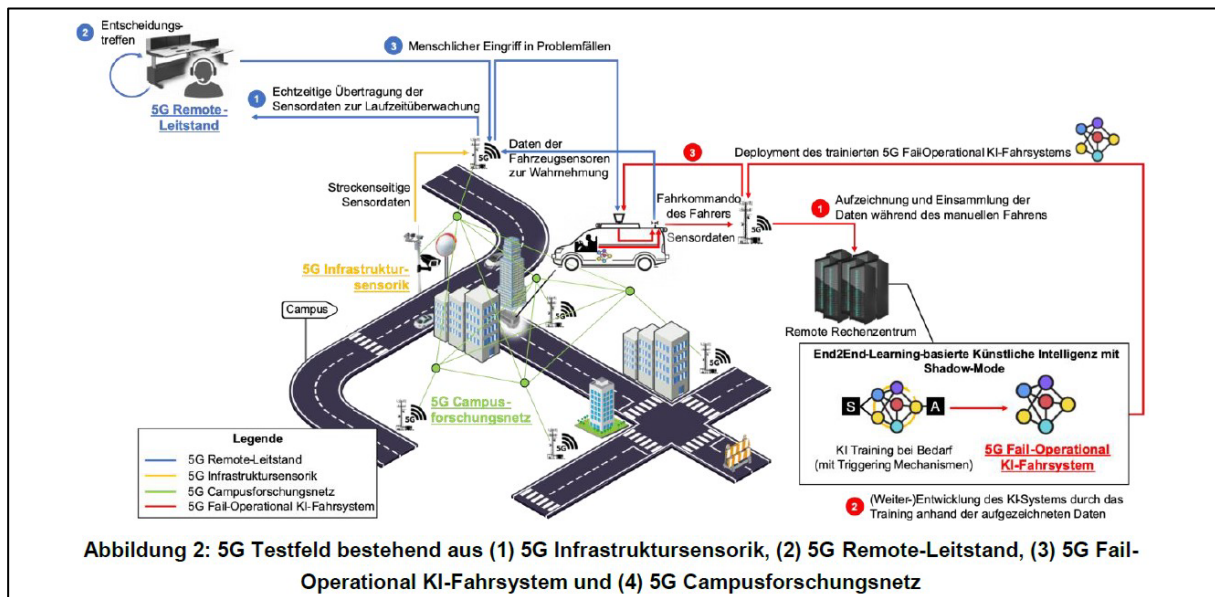 2
Entscheidungs-
treffen
3
Menschlicher Eingriff in Problemfällen
5G Remote-
Leitstand
1
Echtzeitige Übertragung der
Sensordaten zur Laufzeitüberwachung
5G
Daten der
Fahrzeugsensoren
zur Wahrnehmung
Streckenseitige
Sensordaten
3
Deployment des trainierten 5G Fail-Operational KI-Fahrsystems
Fahrkommando
des Fahrers
Sensordaten
5G
1
Aufzeichnung und Einsammlung der
Daten während des manuellen Fahrens
5G Infrastruktur-
sensorik
Campus
5G
Remote Rechenzentrum
5G
End2End-Learning-basierte Künstliche Intelligenz mit
Shadow-Mode
S
A
KI Training bei Bedarf
(mit Triggering Mechanismen)
5G Fail-Operational
KI-Fahrsystem
5G Campus-
forschungsnetz
5G
5G
Legende
5G Remote-Leitstand
5G Infrastruktursensorik
5G Campusforschungsnetz
5G Fail-Operational KI-Fahrsystem
2
(Weiter-)Entwicklung des KI-Systems durch das
Training anhand der aufgezeichneten Daten
Abbildung 2: 5G Testfeld bestehend aus (1) 5G Infrastruktursensorik, (2) 5G Remote-Leitstand, (3) 5G Fail-
Operational KI-Fahrsystem und (4) 5G Campusforschungsnetz